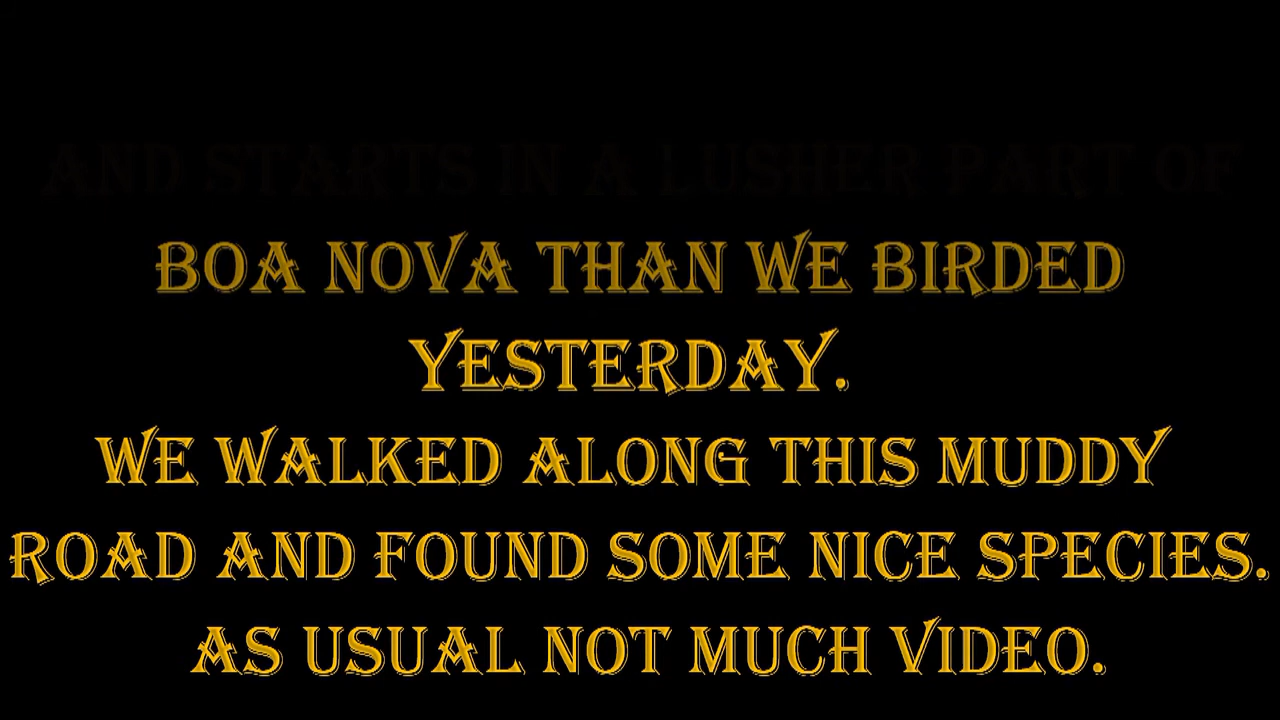 AND STARTS IN A LUSHER PART OF
BOA NOVA THAN WE BIRDED
YESTERDAY.
WE WALKED ALONG THIS MUDDY
ROAD AND FOUND SOME NICE SPECIES.
AS USUAL NOT MUCH VIDEO.